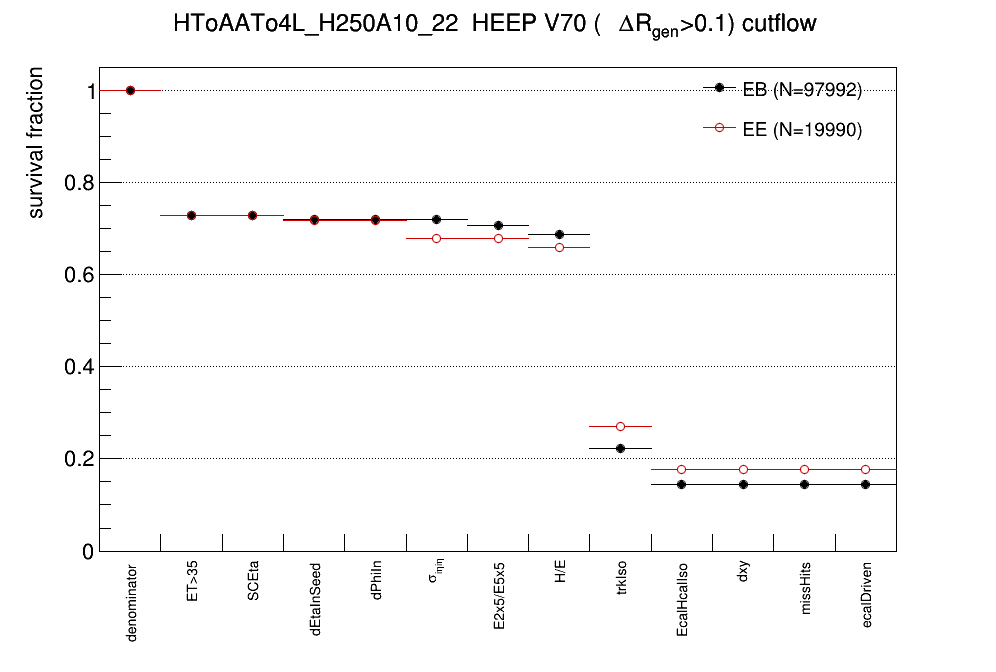 HToAATo4L_H250A10_22 HEEP V70 ( ΔRgen>0.1) cutflow
survival fraction
1
0.8
0.6
0.4
0.2
0
EB (N=97992)
EE (N=19990)
denominator
ET>35
SCEta
dEtaInSeed
dPhiIn
σiηiη
E2x5/E5x5
H/E
trkIso
EcalHcalIso
dxy
missHits
ecalDriven